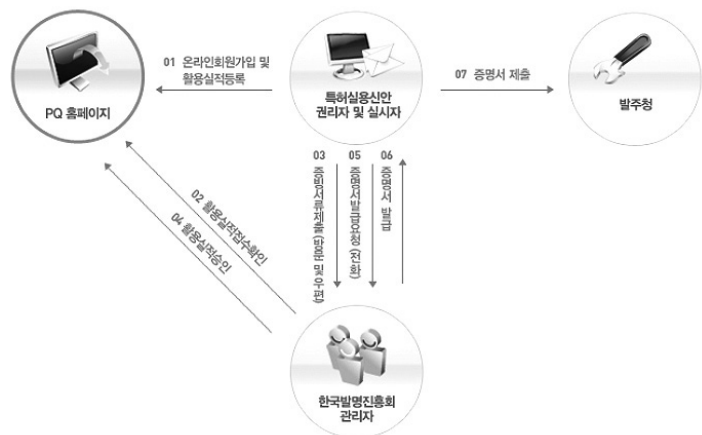 01 온라인회원가입 및
활용실적등록
07 증명서 제출
PQ 홈페이지
특허실용신안
권리자 및 실시자
발주청
03 증빙서류제출(방문 및 우편)
05 증명서발급요청 (전화)
06 증명서 발급
02 활용실적접수확인
04 활용실적승인
한국발명진흥회
관리자